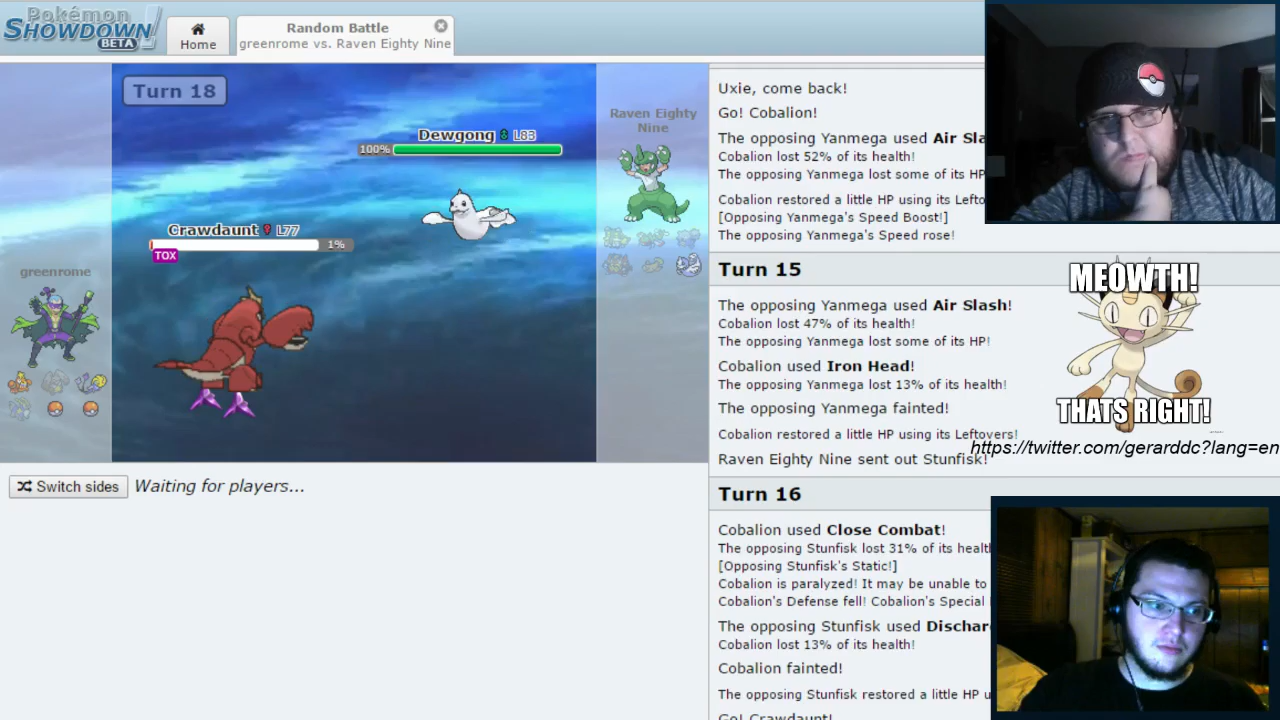 Pokémon
SHOWDOWN!
BETA
Home
Random Battle
greenrome vs. Raven Eighty Nine
Turn 18
Dewgong L83
100%
Crawdaunt L77
1%
TOX
greenrome
Raven Eighty
Nine
Switch sides
Waiting for players...
Uxie, come back!
Go! Cobalion!
The opposing Yanmega used Air Sla
Cobalion lost 52% of its health!
The opposing Yanmega lost some of its HP
Cobalion restored a little HP using its Lefto
[Opposing Yanmega's Speed Boost!]
The opposing Yanmega's Speed rose!
Turn 15
The opposing Yanmega used Air Slash!
Cobalion lost 47% of its health!
The opposing Yanmega lost some of its HP!
Cobalion used Iron Head!
The opposing Yanmega lost 13% of its health!
The opposing Yanmega fainted!
Cobalion restored a little HP using its Leftovers!
Raven Eighty Nine sent out Stunfisk!
Turn 16
Cobalion used Close Combat!
The opposing Stunfisk lost 31% of its healt
[Opposing Stunfisk's Static!]
Cobalion is paralyzed! It may be unable to
Cobalion's Defense fell! Cobalion's Special
The opposing Stunfisk used Dischar
Cobalion lost 13% of its health!
Cobalion fainted!
The opposing Stunfisk restored a little HP u
Go! Crawdaunt!
MEOWTH!
THATS RIGHT!
https://twitter.com/gerarddc?lang=en